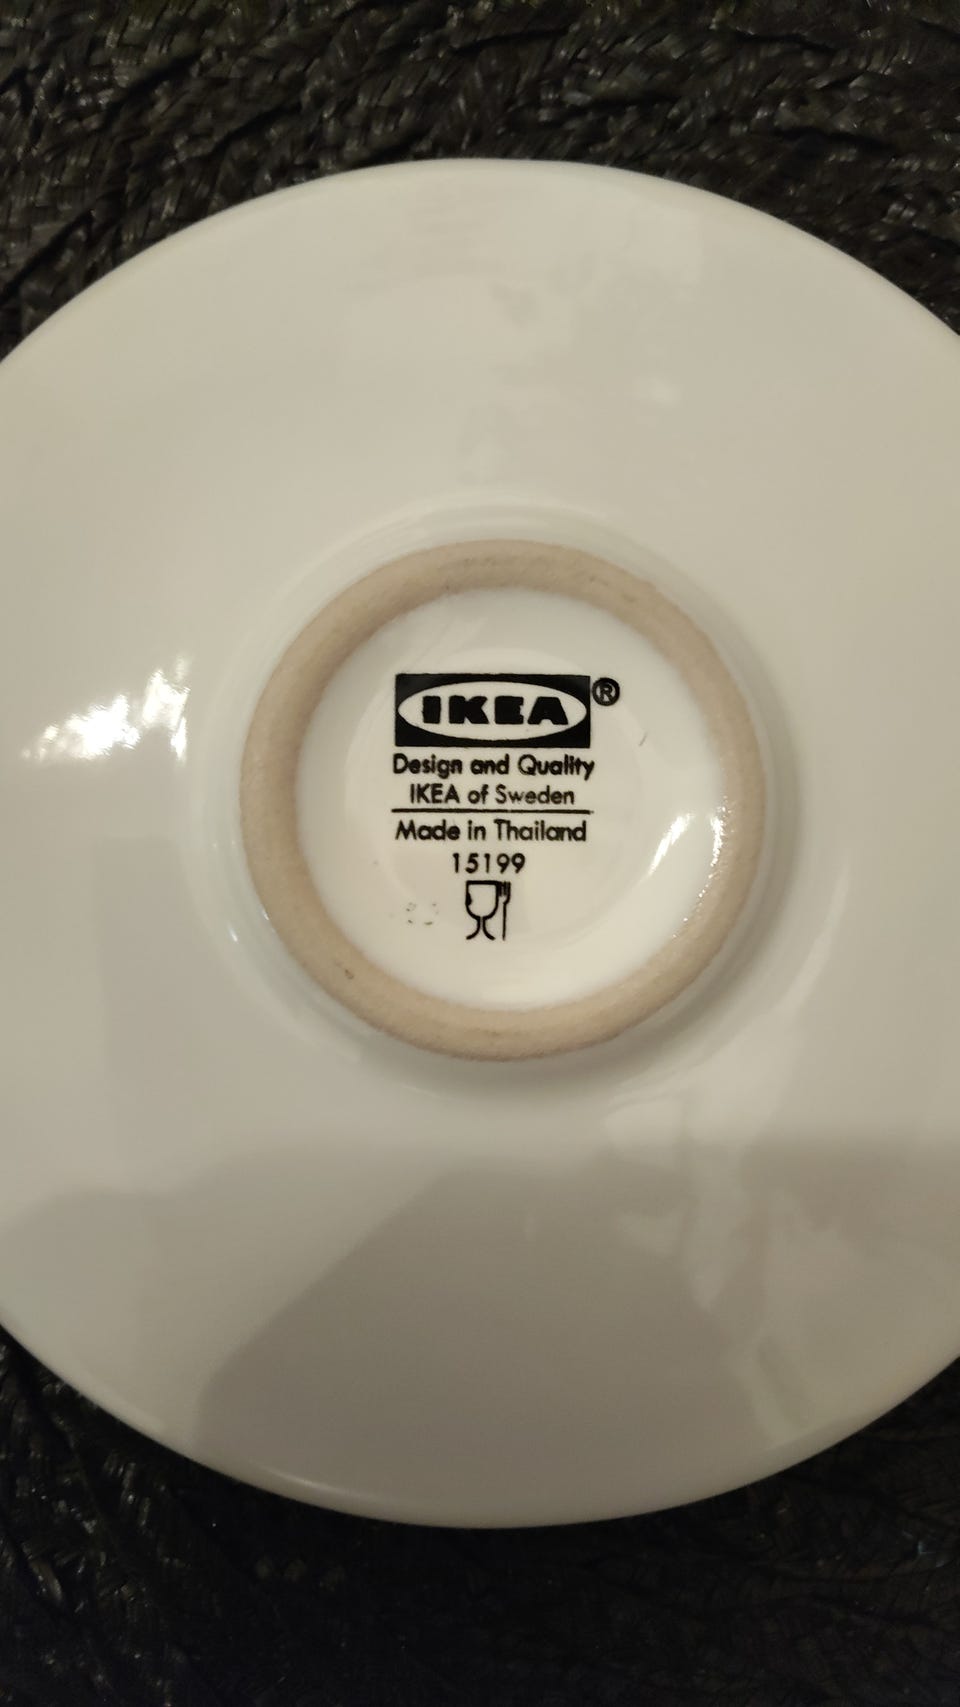 IKEA®
Design and Quality
IKEA of Sweden
Made in Thailand
15199